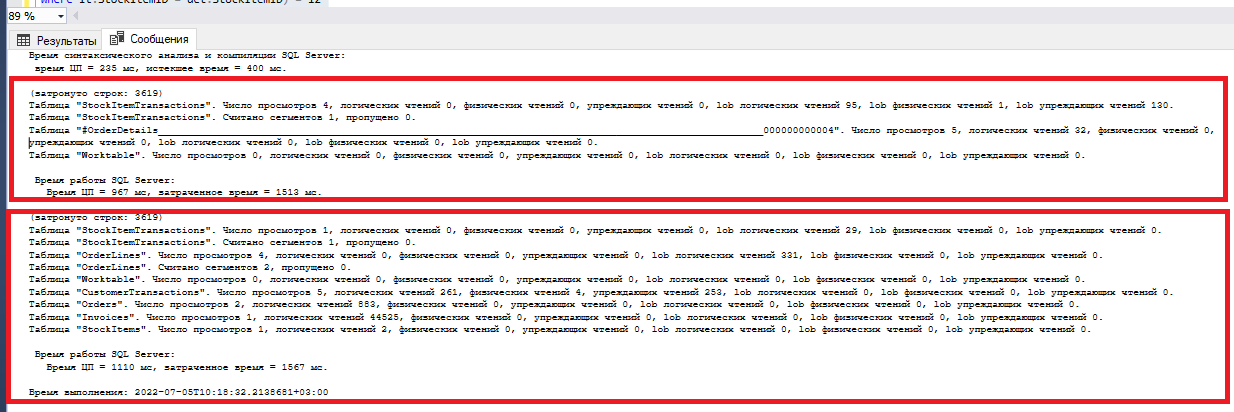 where It.StockItemID = det.StockItemID) = 12
89 %
Результаты
Сообщения
Время синтаксического анализа и компиляции SQL Server:
время ЦП = 235 мс, истекшее время = 400 мс.
(затронуто строк: 3619)
Таблица "StockItemTransactions". Число просмотров 4, логических чтений 0, физических чтений 0, упреждающих чтений 0, lob логических чтений 95, lob физических чтений 1, lob упреждающих чтений 130.
Таблица "StockItemTransactions". Считано сегментов 1, пропущено 0.
Таблица "#OrderDetails____________________________________________________________________________________________________000000000004". Число просмотров 5, логических чтений 32, физических чтений 0,
упреждающих чтений 0, lob логических чтений 0, lob физических чтений 0, lob упреждающих чтений 0.
Таблица "Worktable". Число просмотров 0, логических чтений 0, физических чтений 0, упреждающих чтений 0, lob логических чтений 0, lob физических чтений 0, lob упреждающих чтений 0.
Время работы SQL Server:
Время ЦП = 967 мс, затраченное время = 1513 мс.
(затронуто строк: 3619)
Таблица "StockItemTransactions". Число просмотров 1, логических чтений 0, физических чтений 0, упреждающих чтений 0, lob логических чтений 29, lob физических чтений 0, lob упреждающих чтений 0.
Таблица "StockItemTransactions". Считано сегментов 1, пропущено 0.
Таблица "OrderLines". Число просмотров 4, логических чтений 0, физических чтений 0, упреждающих чтений 0, lob логических чтений 331, lob физических чтений 0, lob упреждающих чтений 0.
Таблица "OrderLines". Считано сегментов 2, пропущено 0.
Таблица "Worktable". Число просмотров 0, логических чтений 0, физических чтений 0, упреждающих чтений 0, lob логических чтений 0, lob физических чтений 0, lob упреждающих чтений 0.
Таблица "CustomerTransactions". Число просмотров 5, логических чтений 261, физических чтений 4, упреждающих чтений 253, lob логических чтений 0, lob физических чтений 0, lob упреждающих чтений 0.
Таблица "Orders". Число просмотров 2, логических чтений 883, физических чтений 0, упреждающих чтений 0, lob логических чтений 0, lob физических чтений 0, lob упреждающих чтений 0.
Таблица "Invoices". Число просмотров 1, логических чтений 44525, физических чтений 0, упреждающих чтений 0, lob логических чтений 0, lob физических чтений 0, lob упреждающих чтений 0.
Таблица "StockItems". Число просмотров 1, логических чтений 2, физических чтений 0, упреждающих чтений 0, lob логических чтений 0, lob физических чтений 0, lob упреждающих чтений 0.
Время работы SQL Server:
Время ЦП = 1110 мс, затраченное время = 1567 мс.
Время выполнения: 2022-07-05T10:18:32.2138681+03:00